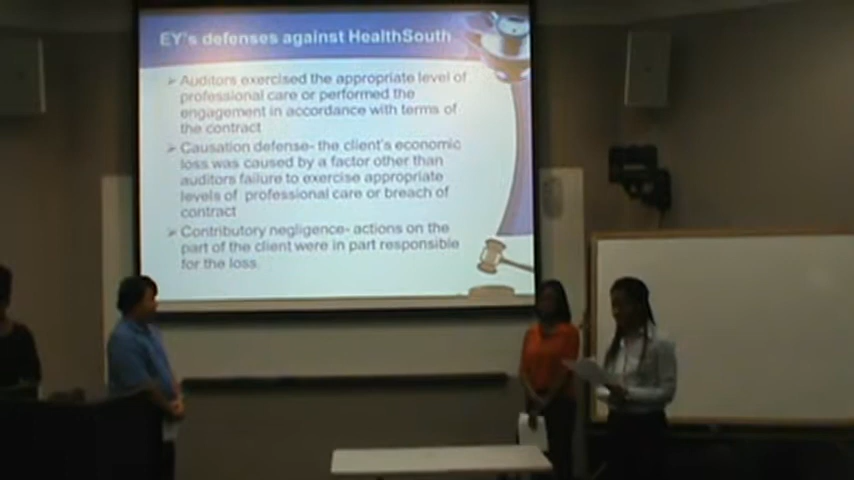 EY's defenses against HealthSouth
Auditors exercised the appropriate level of
professional care or performed the
engagement in accordance with terms of
the contract
Causation defense- the client's economic
loss was caused by a factor other than
auditors failure to exercise appropriate
levels of professional care or breach of
contract
Contributory negligence- actions on the
part of the client were in part responsible
for the loss.